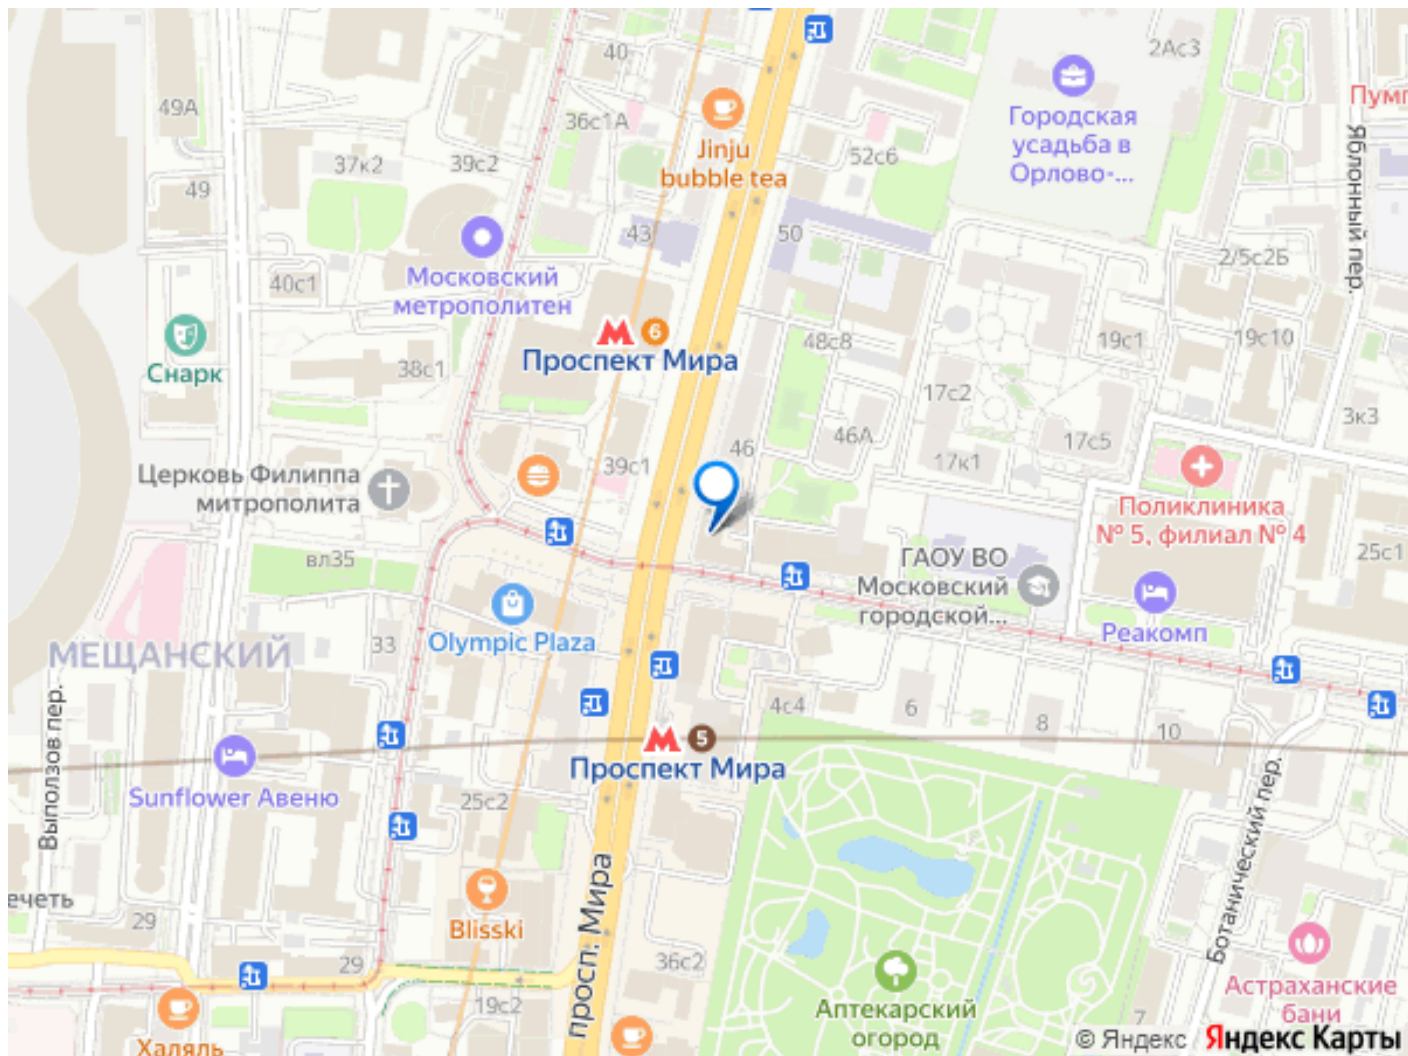 40
2Ас3
49А
36с1А
Jinju
bubble tea
52с6
Городская
усадьба в
Орлово-...
Яблонный пер.
37к2
39с2
49
43
50
2/5с2Б
Московский
метрополитен
40с1
6
Проспект Мира
48с8
19с1
19с10
Снарк
38с1
17с2
3к3
46А
46
17с5
17к1
39с1
Церковь Филиппа
митрополита
Поликлиника
№ 5, филиал № 4
вл35
ГАОУ ВО
Московский
городской...
25с1
Реакомп
Olympic Plaza
33
МЕЩАНСКИЙ
Выползов пер.
4с4
6
8
10
5
Проспект Мира
Sunflower Авеню
25с2
Ботанический пер.
просп. Мира
ечеть
29
Blisski
29
36с2
19с2
Аптекарский
огород
Астраханские
бани
7
Халяль
© Яндекс Яндекс Карты